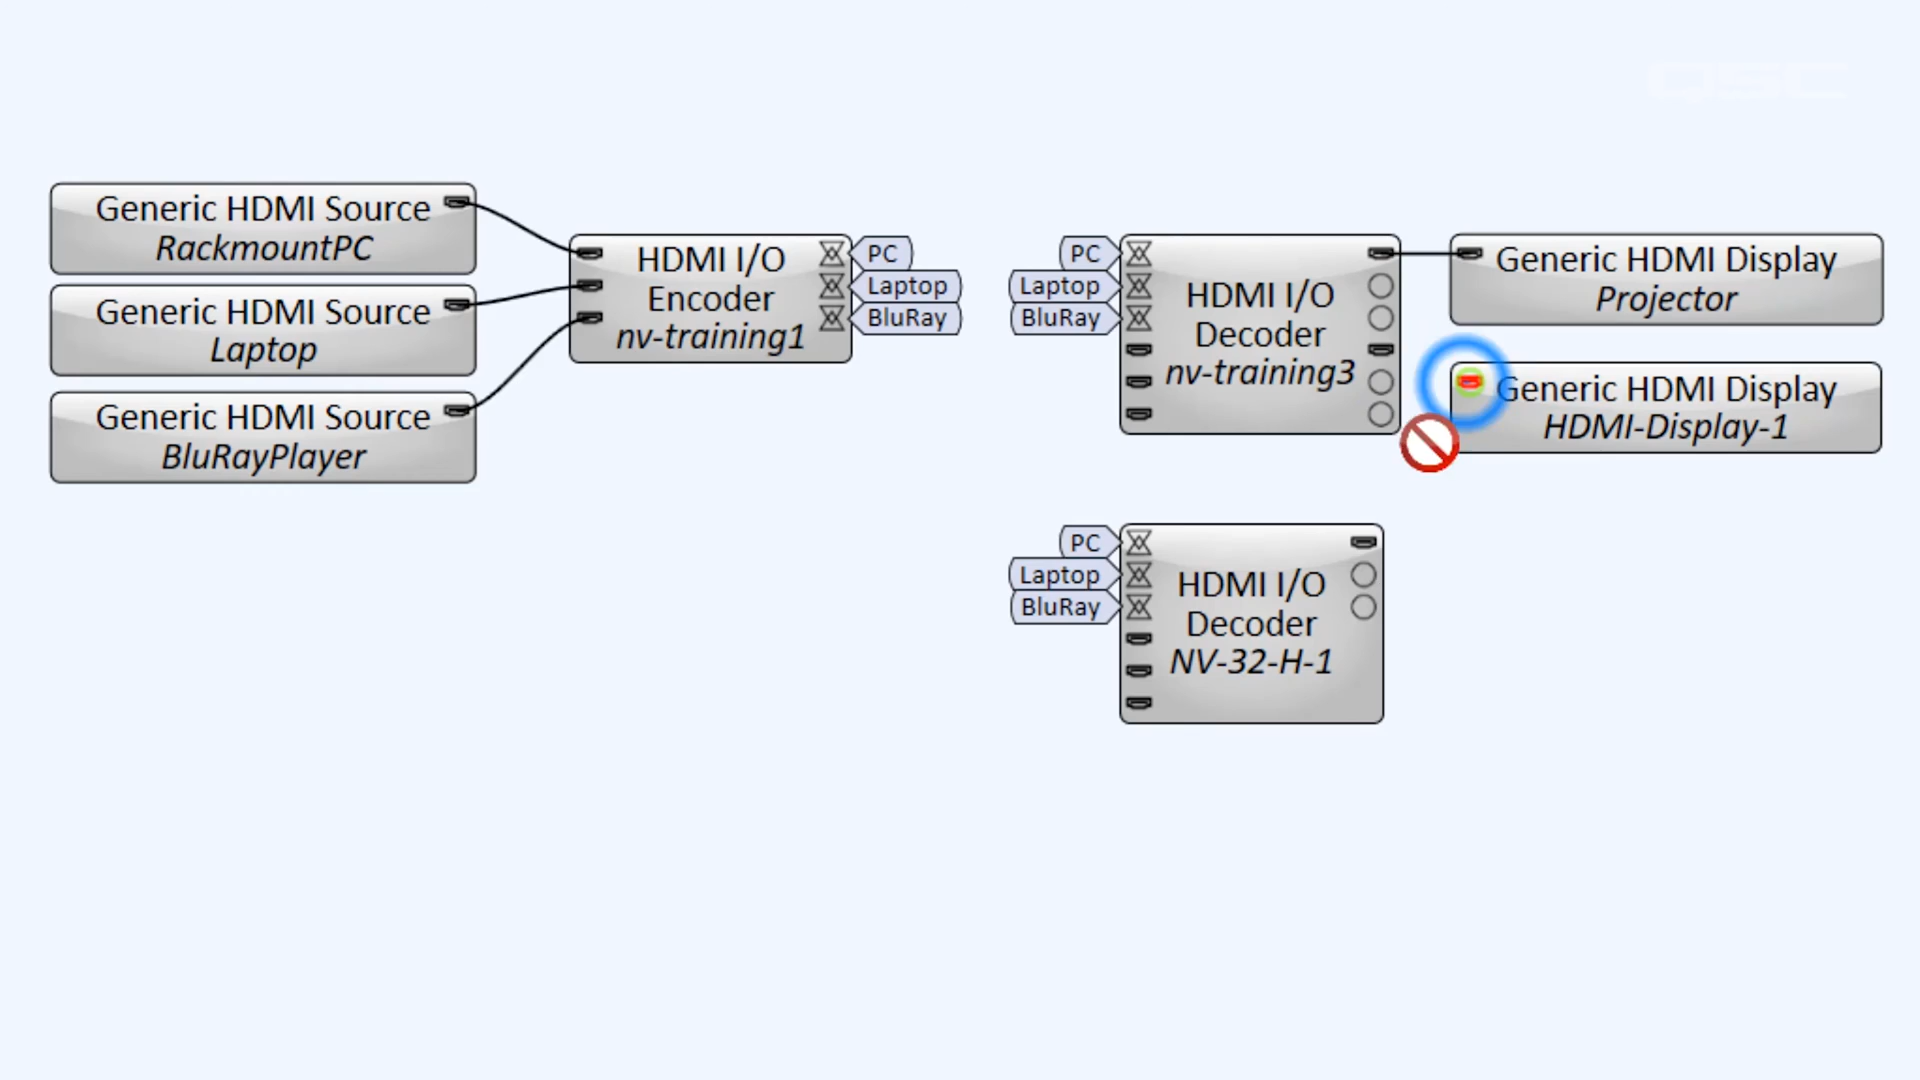 QSC
Generic HDMI Source
RackmountPC
Generic HDMI Source
Laptop
Generic HDMI Source
BluRayPlayer
HDMI I/O
Encoder
nv-training1
PC
Laptop
BluRay
PC
Laptop
BluRay
HDMI I/O
Decoder
nv-training3
Generic HDMI Display
Projector
Generic HDMI Display
HDMI-Display-1
PC
Laptop
BluRay
HDMI I/O
Decoder
NV-32-H-1